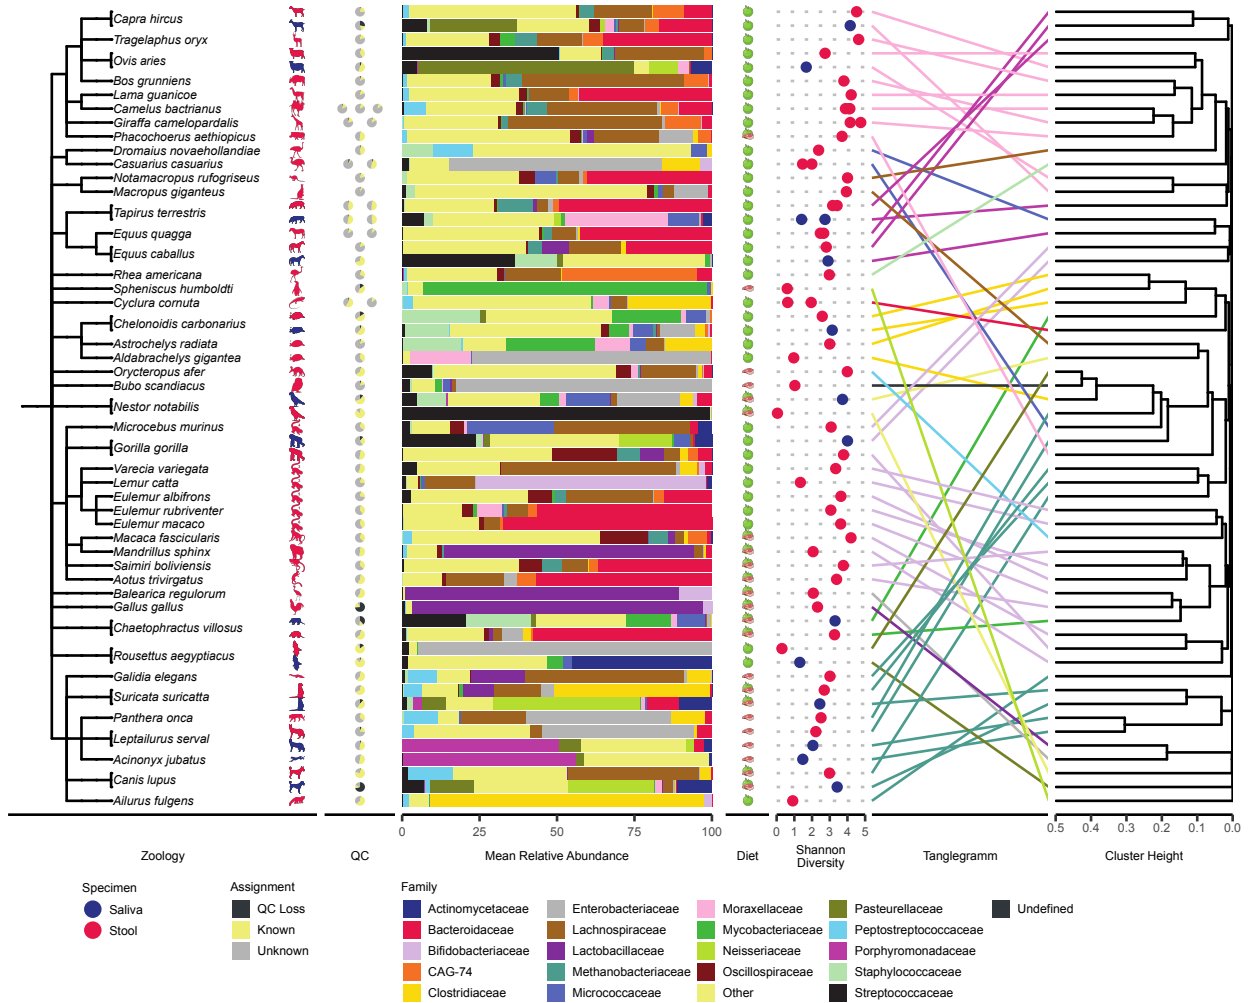 Capra hircus
Tragelaphus oryx
Ovis aries
Bos grunniens
Lama guanicoe
Camelus bactrianus
Giraffa camelopardalis
Phacochoerus aethiopicus
Dromaius novaehollandiae
Casuarius casuarius
Notamacropus rufogriseus
Macropus giganteus
Tapirus terrestris
Equus quagga
Equus caballus
Rhea americana
Spheniscus humboldti
Cyclura cornuta
Chelonoidis carbonarius
Astrochelys radiata
Aldabrachelys gigantea
Orycteropus afer
Bubo scandiacus
Nestor notabilis
Microcebus murinus
Gorilla gorilla
Varecia variegata
Lemur catta
Eulemur albifrons
Eulemur rubriventer
Eulemur macaco
Macaca fascicularis
Mandrillus sphinx
Saimiri boliviensis
Aotus trivirgatus
Balearica regulorum
Gallus gallus
Chaetophractus villosus
Rousettus aegyptiacus
Galidia elegans
Suricata suricatta
Panthera onca
Leptailurus serval
Acinonyx jubatus
Canis lupus
Ailurus fulgens
0 25 50 75 100
0 1 2 3 4 5
0.5 0.4 0.3 0.2 0.1 0.0
Zoology
QC
Mean Relative Abundance
Diet
Shannon
Diversity
Tanglegramm
Cluster Height
Specimen
Saliva
Stool
Assignment
QC Loss
Known
Unknown
Family
Actinomycetaceae
Bacteroidaceae
Bifidobacteriaceae
CAG-74
Clostridiaceae
Enterobacteriaceae
Lachnospiraceae
Lactobacillaceae
Methanobacteriaceae
Micrococcaceae
Moraxellaceae
Mycobacteriaceae
Neisseriaceae
Oscillospiraceae
Other
Pasteurellaceae
Peptostreptococcaceae
Porphyromonadaceae
Staphylococcaceae
Streptococcaceae
Undefined